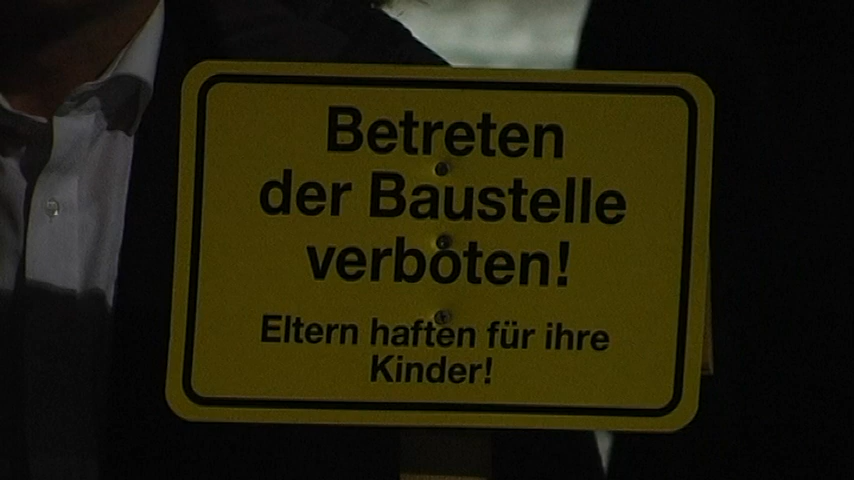 Betreten
der Baustelle
verboten!
Eltern haften für ihre
Kinder!